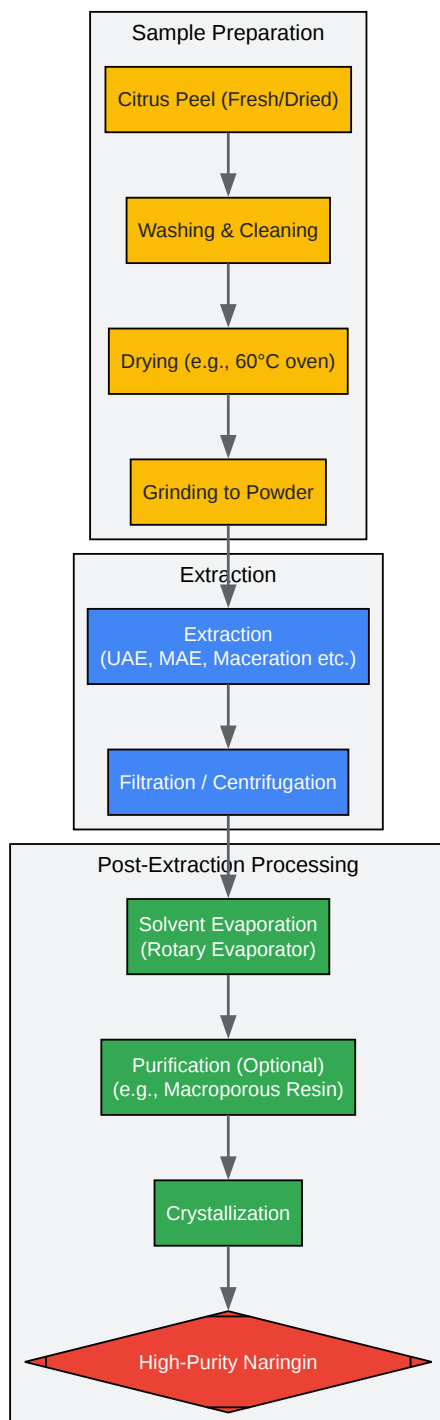 Sample Preparation
Citrus Peel (Fresh/Dried)
Washing & Cleaning
Drying (e.g., 60°C oven)
Grinding to Powder
Extraction
Extraction
(UAE, MAE, Maceration etc.)
Filtration / Centrifugation
Post-Extraction Processing
Solvent Evaporation
(Rotary Evaporator)
Purification (Optional)
(e.g., Macroporous Resin)
Crystallization
High-Purity Naringin